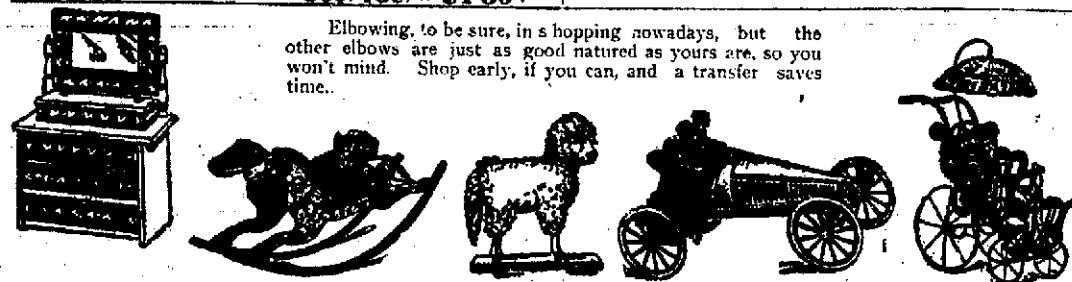 Elbowing, to be sure, in s hopping nowadays, but the
other elbows are just as good natured as yours are, so you
won't mind. Shop early, if you can, and a transfer saves
time..